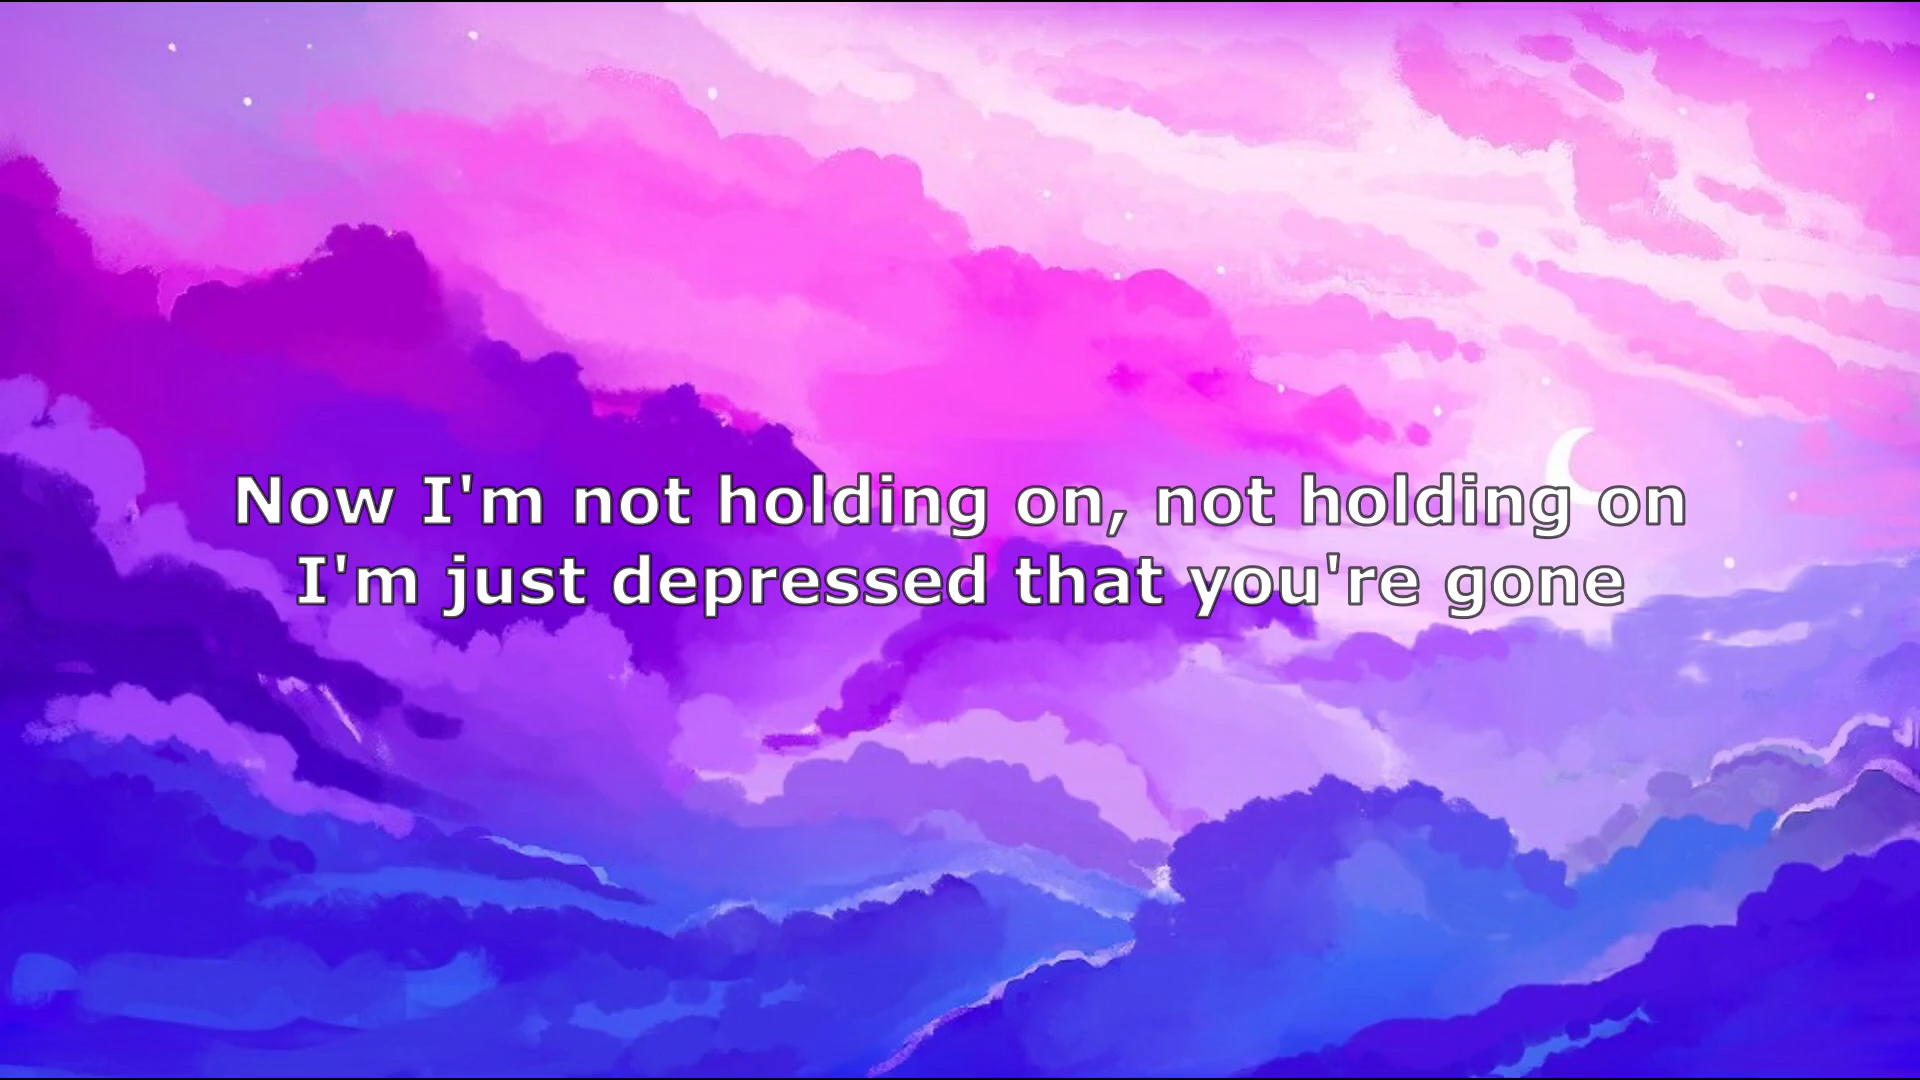 Now I'm not holding on, not holding on
I'm just depressed that you're gone